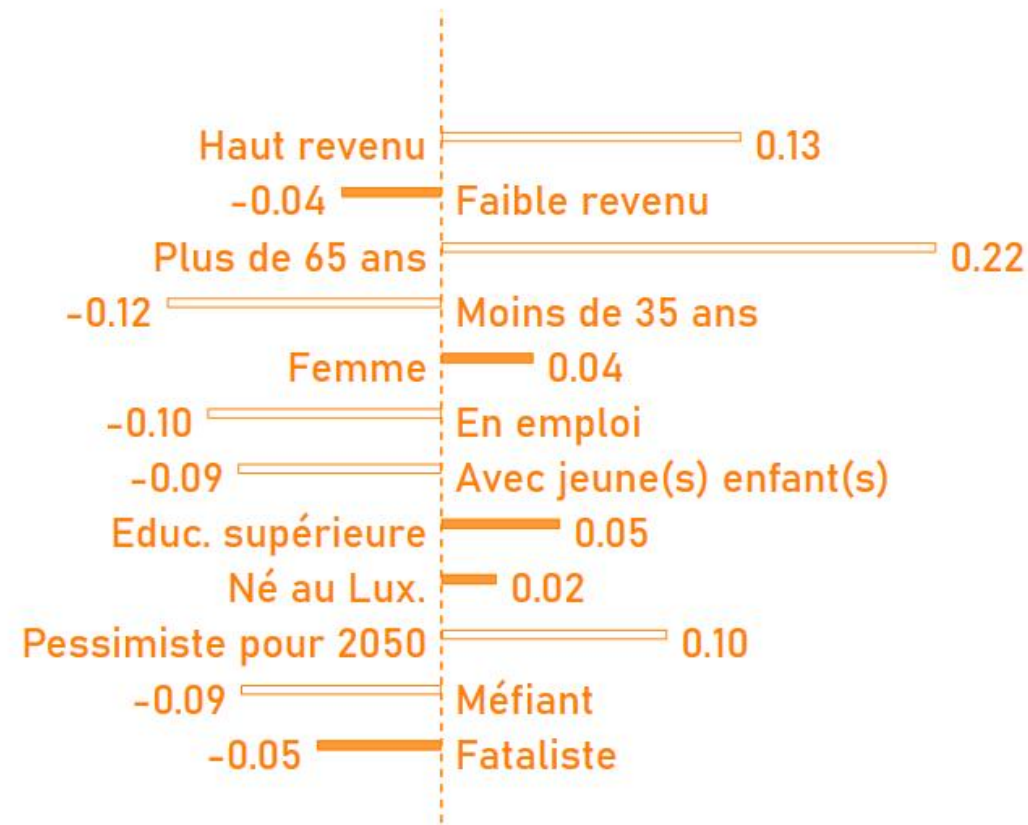 Haut revenu 0.13
-0.04 Faible revenu
Plus de 65 ans 0.22
-0.12 Moins de 35 ans
Femme 0.04
-0.10 En emploi
-0.09 Avec jeune(s) enfant(s)
Educ. supérieure 0.05
Né au Lux. 0.02
Pessimiste pour 2050 0.10
-0.09 Méfiant
-0.05 Fataliste